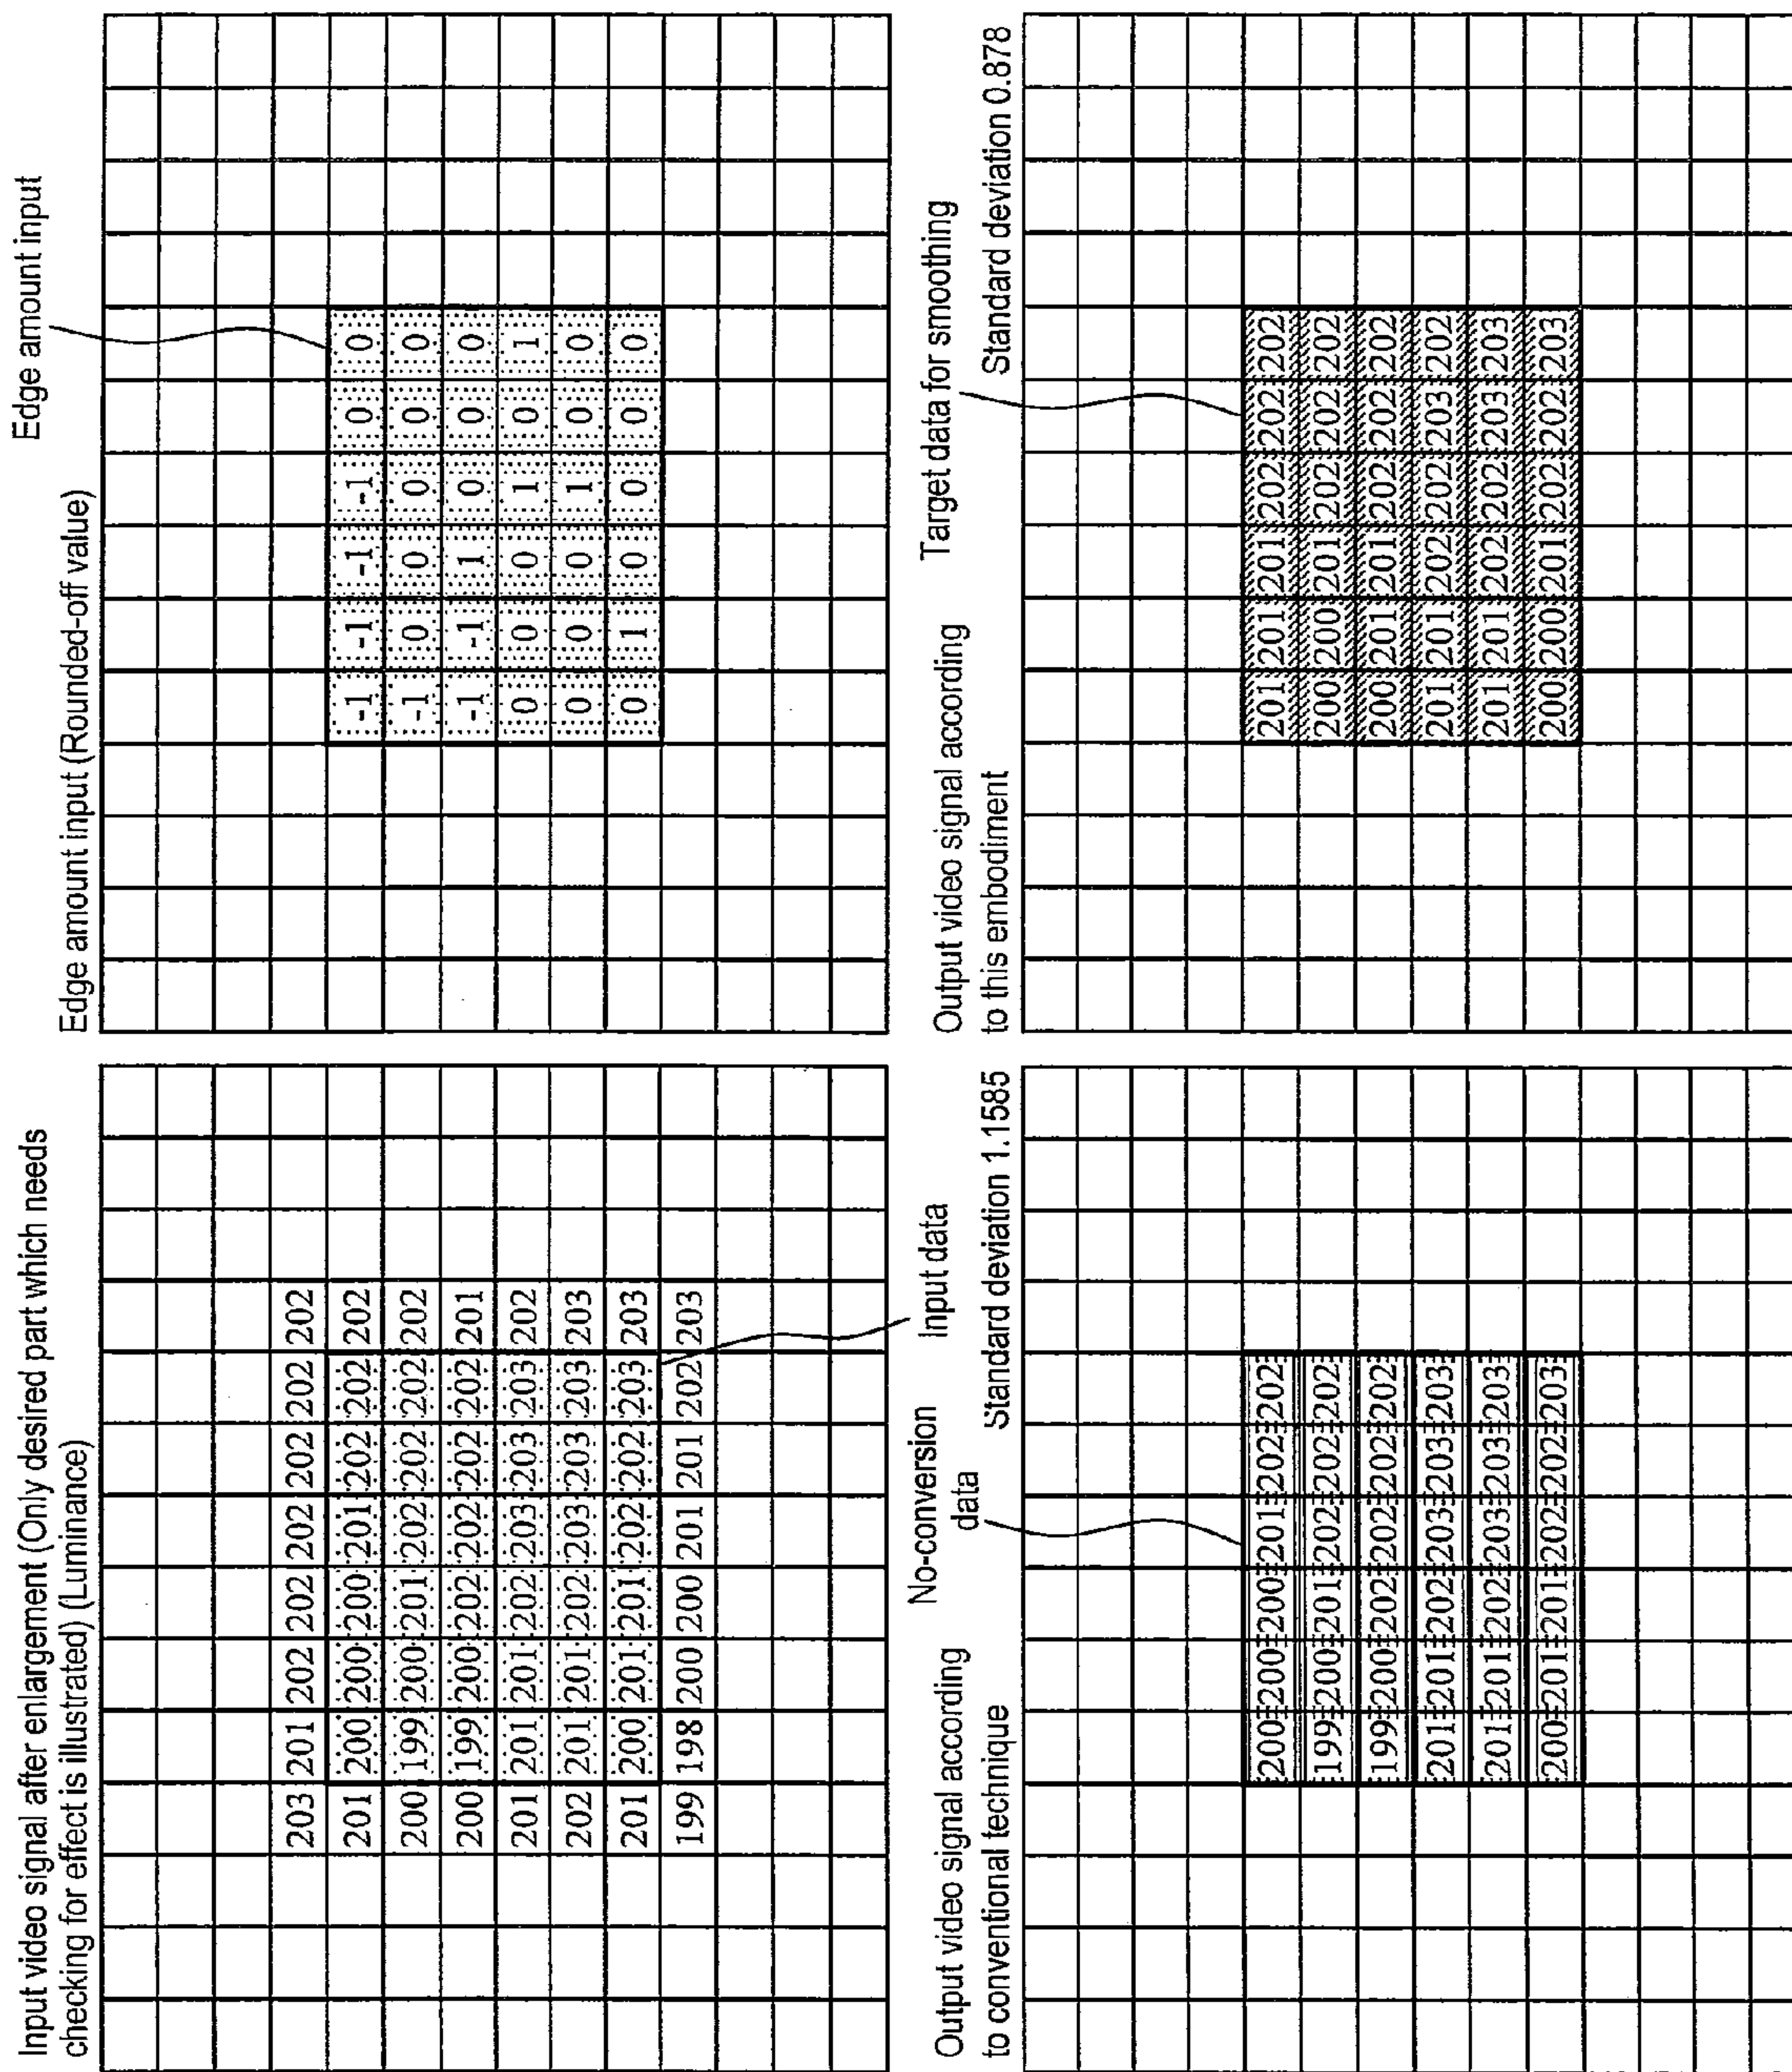 Input video signal after enlargement (Only desired part which needs
checking for effect is illustrated) (Luminance)
203 201 202 202 202 202 202 202
201 200 200 200 201 202 202 202
200 199 200 201 202 202 202 202
200 199 200 202 202 202 202 201
201 201 201 202 203 203 203 202
202 201 201 202 203 203 203 203
201 200 201 201 202 202 203 203
199 198 200 200 201 201 202 203
Input data
Edge amount input
Edge amount input (Rounded-off value)
-1 -1 -1 -1 0 0
-1 0 0 0 0 0
-1 -1 1 0 0 0
0 0 0 1 0 1
0 0 0 1 0 0
0 1 0 0 0 0
Output video signal according
to conventional technique
No-conversion
data
Standard deviation 1.1585
200 200 200 201 202 202
199 200 201 202 202 202
199 200 202 202 202 202
201 201 202 203 203 203
201 201 202 203 203 203
200 201 201 202 202 203
Output video signal according
to this embodiment
Target data for smoothing
Standard deviation 0.878
201 201 201 202 202 202
200 200 201 202 202 202
200 201 201 202 202 202
201 201 202 202 203 202
201 201 202 202 203 203
200 200 201 202 202 203